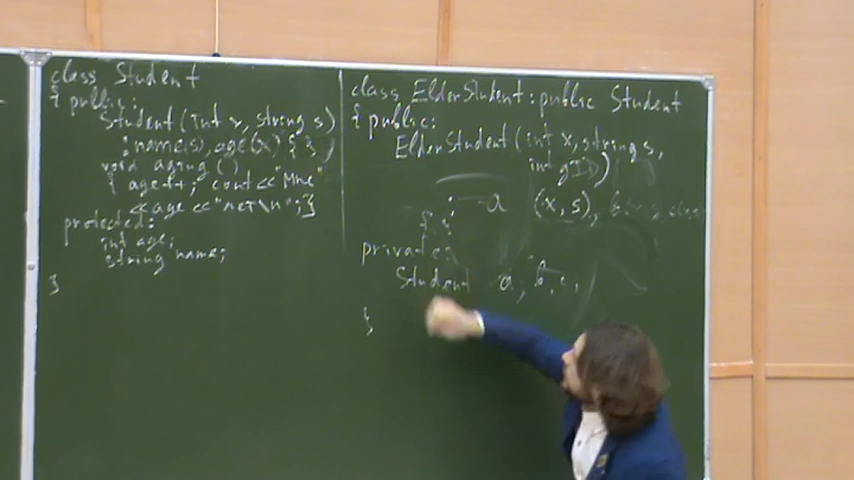 class Student
{ public:
Student (int x, string s)
: name(s), age(x) { }
void aging ()
{ age++; cout << "Мне"
<< age << "лет\n"; }
protected:
int age;
string name;
}
class ElderStudent : public Student
{ public:
ElderStudent (int x, string s,
int gID)
: a (x, s),
{ }
private:
Student a, b, c;
}